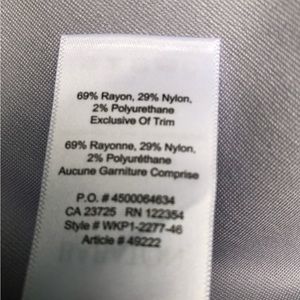 69% Rayon, 29% Nylon,
2% Polyurethane
Exclusive Of Trim
69% Rayonne, 29% Nylon,
2% Polyuréthane
Aucune Garniture Comprise
P.O. # 4500064634
CA 23725 RN 122354
Style # WKP1-2277-46
Article # 49222